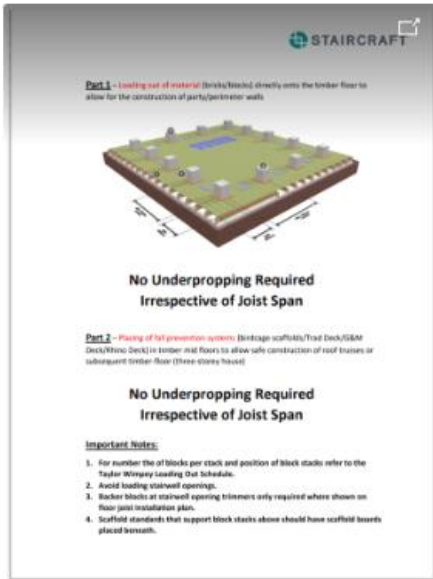 STAIRCRAFT
Part 1 – Loading out of material (bricks/blocks) directly onto the timber floor to
allow for the construction of party/perimeter walls
No Underpropping Required
Irrespective of Joist Span
Part 2 – Placing of fall prevention systems (birdcage scaffolds/Trad Deck/G&M
Deck/Rhino Deck) in timber mid floors to allow safe construction of roof trusses or
subsequent timber floor (three storey house)
No Underpropping Required
Irrespective of Joist Span
Important Notes:
1. For number the of blocks per stack and position of block stacks refer to the
Taylor Wimpey Loading Out Schedule.
2. Avoid loading stairwell openings.
3. Backer blocks at stairwell opening trimmers only required where shown on
floor joist installation plan.
4. Scaffold standards that support block stacks above should have scaffold boards
placed beneath.